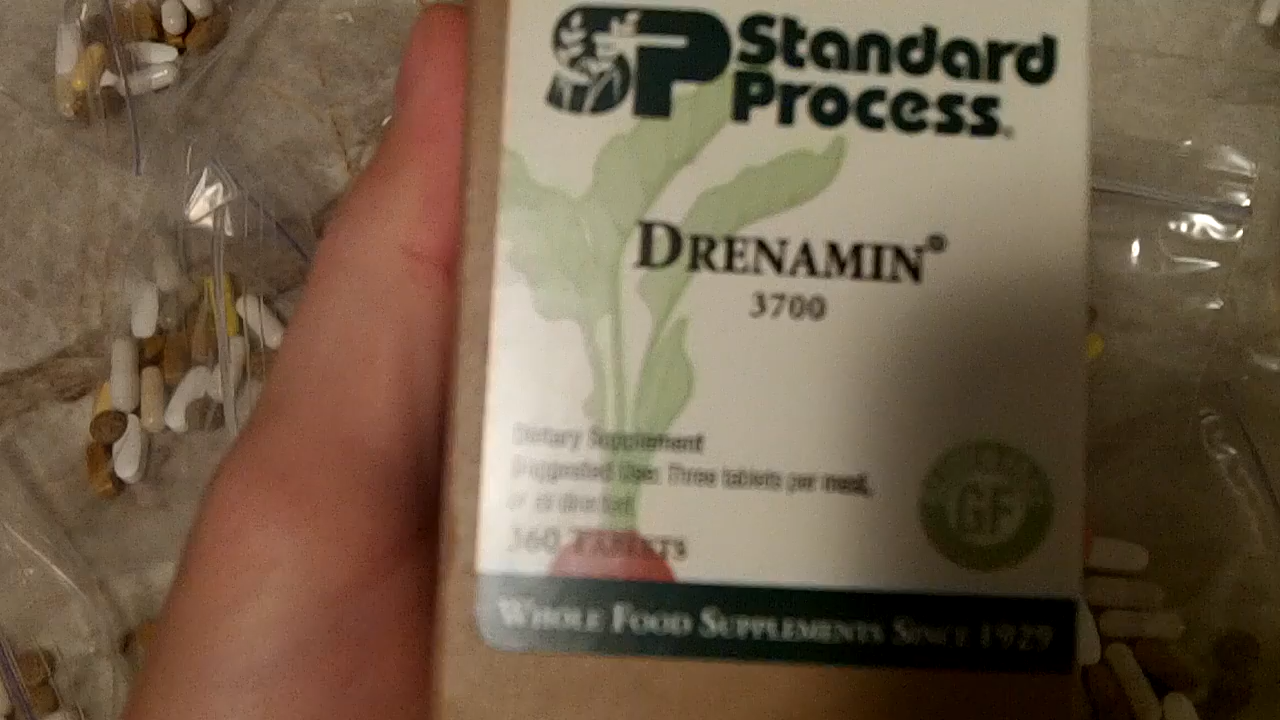 SP Standard
Process®
DRENAMIN®
3700
Dietary Supplement
Suggested Use: Three tablets per meal,
or as directed.
360 TABLETS
GF
WHOLE FOOD SUPPLEMENTS SINCE 1929